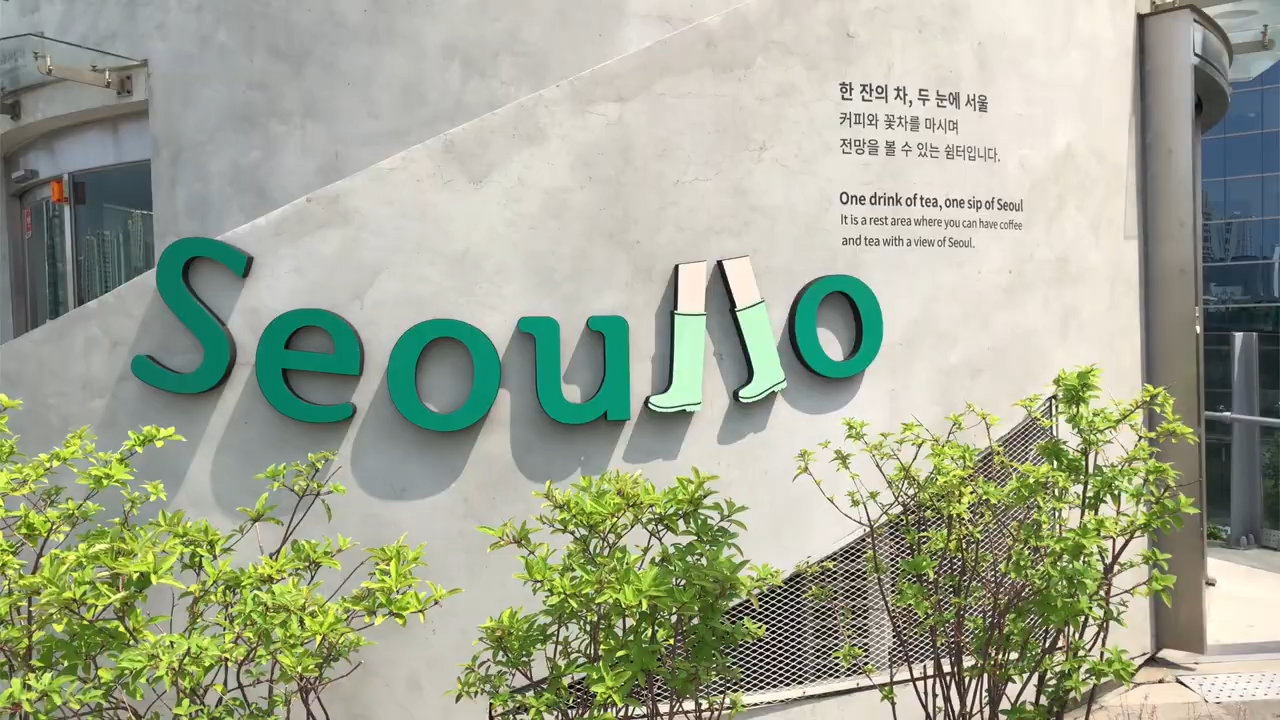 한 잔의 차, 두 눈에 서울
커피와 꽃차를 마시며
전망을 볼 수 있는 쉼터입니다.
One drink of tea, one sip of Seoul
It is a rest area where you can have coffee
and tea with a view of Seoul.
Seoullo